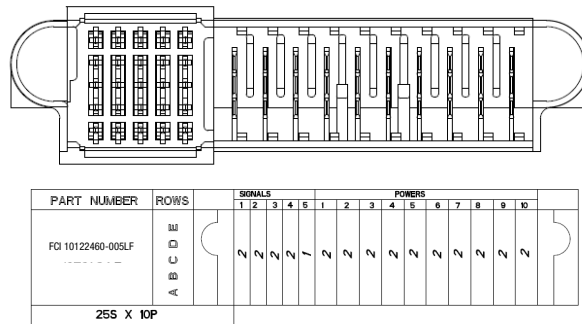 SIGNALS POWERS
PART NUMBER ROWS 1 2 3 4 5 1 2 3 4 5 6 7 8 9 10
FCI 10122460-005LF A B C D E 2 2 2 2 1 2 2 2 2 2 2 2 2 2 2
25S X 10P